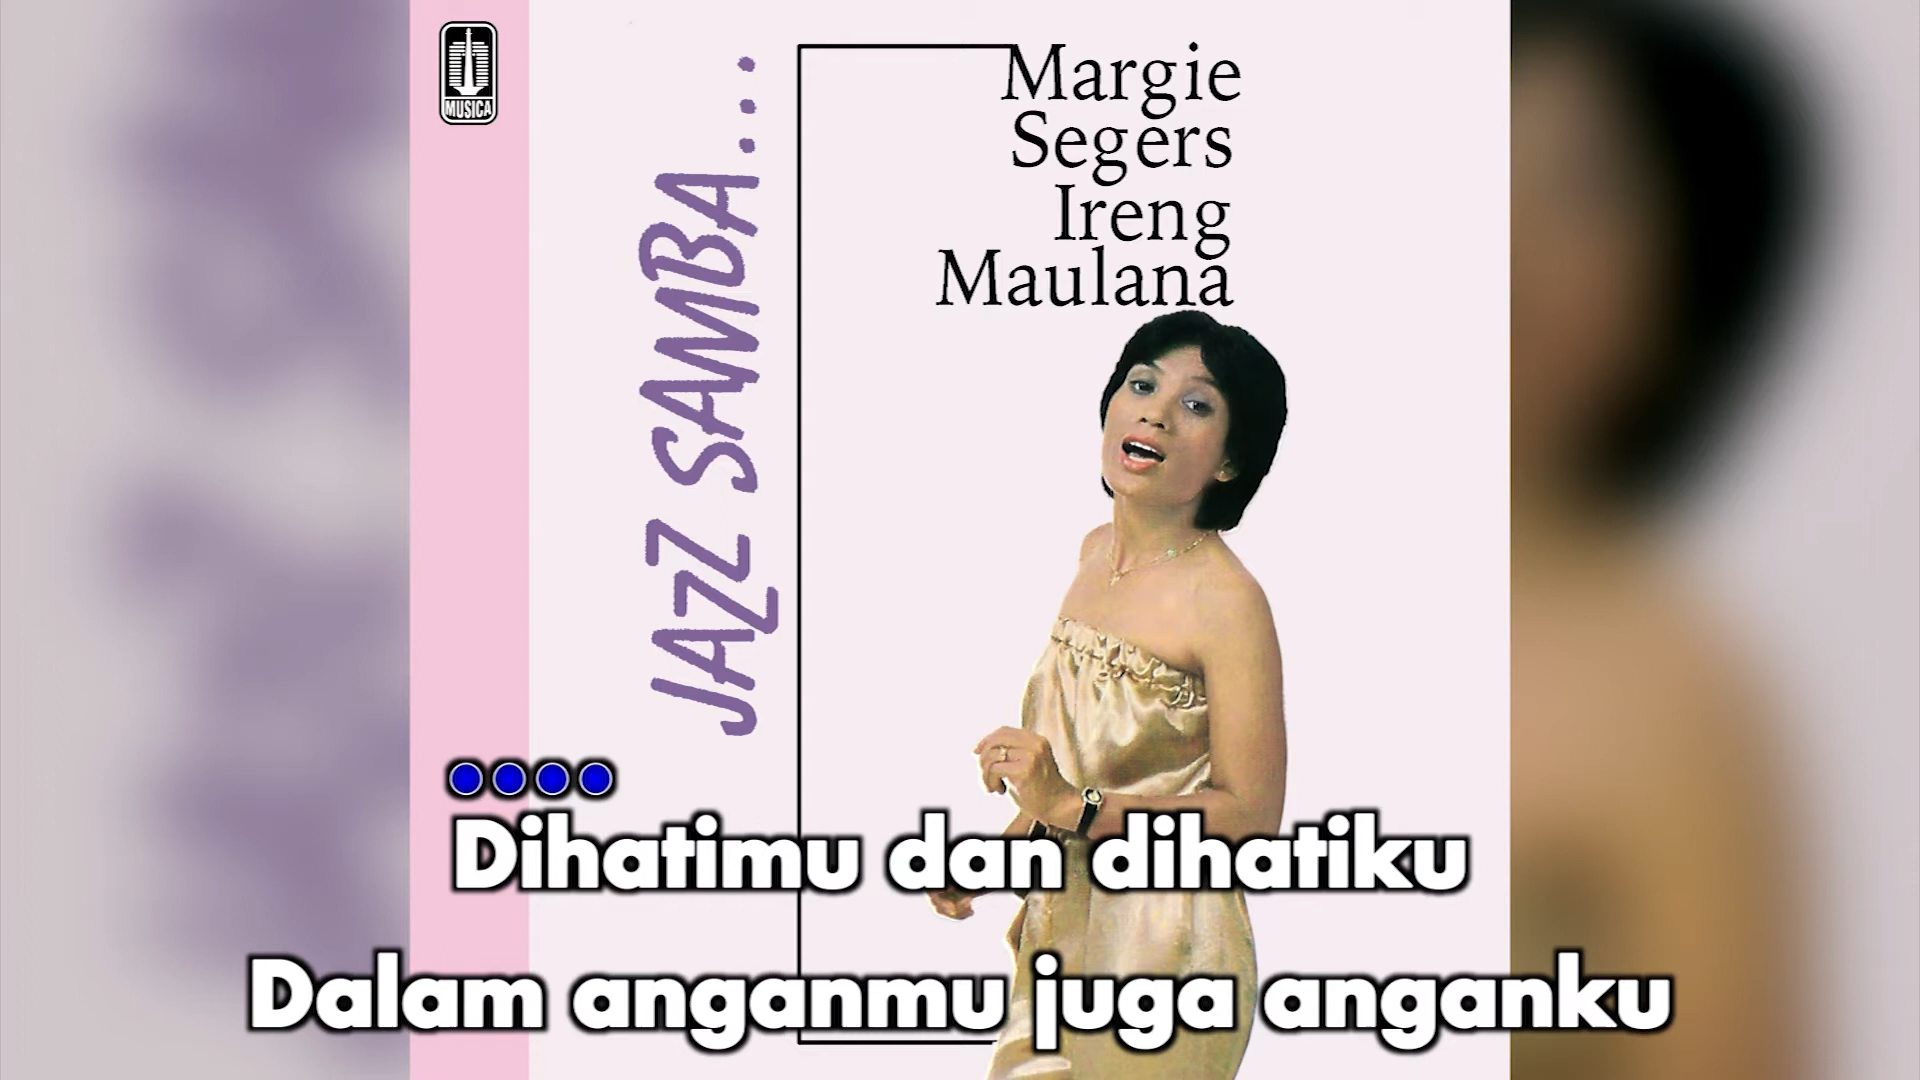 MUSICA
JAZZ SAMBA...
Margie
Segers
Ireng
Maulana
Dihatimu dan dihatiku
Dalam anganmu juga anganku